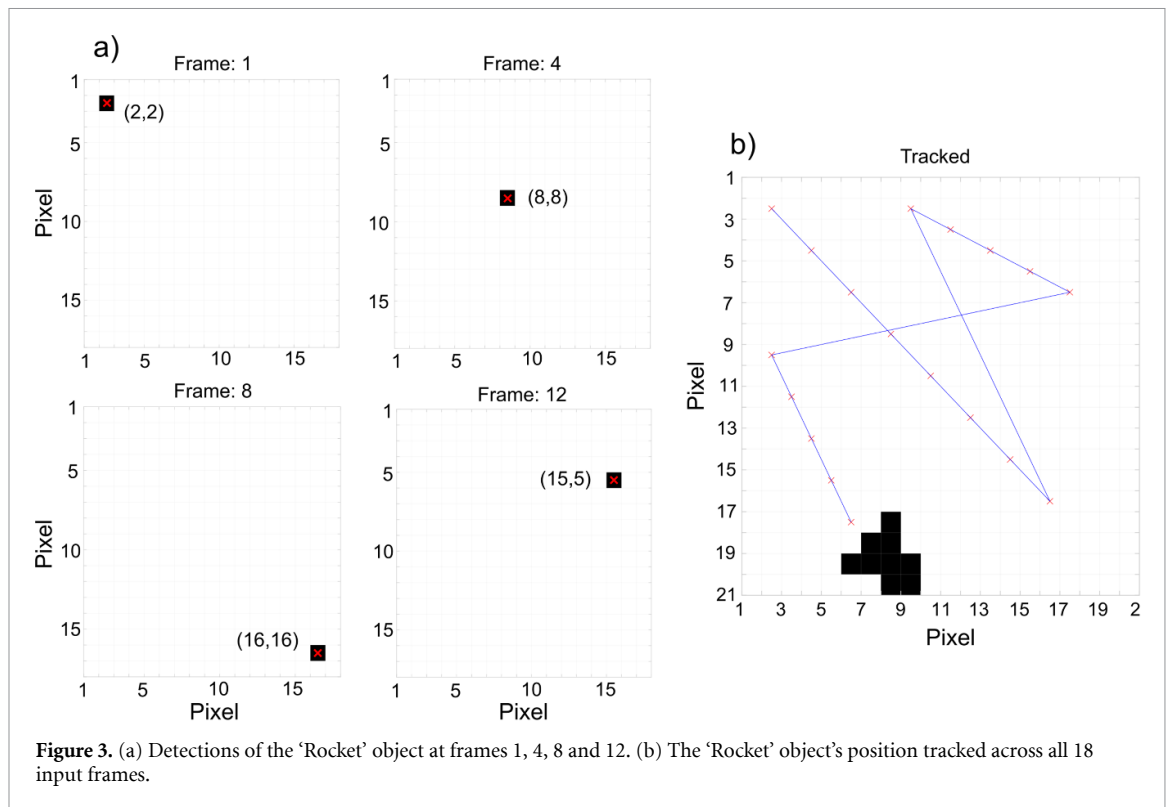 a)
Frame: 1
1
5
10
15
Pixel
(2,2)
1 5 10 15
Frame: 4
1
5
10
15
(8,8)
1 5 10 15
Frame: 8
1
5
10
15
Pixel
(16,16)
1 5 10 15
Pixel
Frame: 12
1
5
10
15
(15,5)
1 5 10 15
Pixel
b)
Tracked
1
3
5
7
9
11
13
15
17
19
21
Pixel
1 3 5 7 9 11 13 15 17 19 2
Pixel
Figure 3. (a) Detections of the ‘Rocket’ object at frames 1, 4, 8 and 12. (b) The ‘Rocket’ object’s position tracked across all 18
input frames.